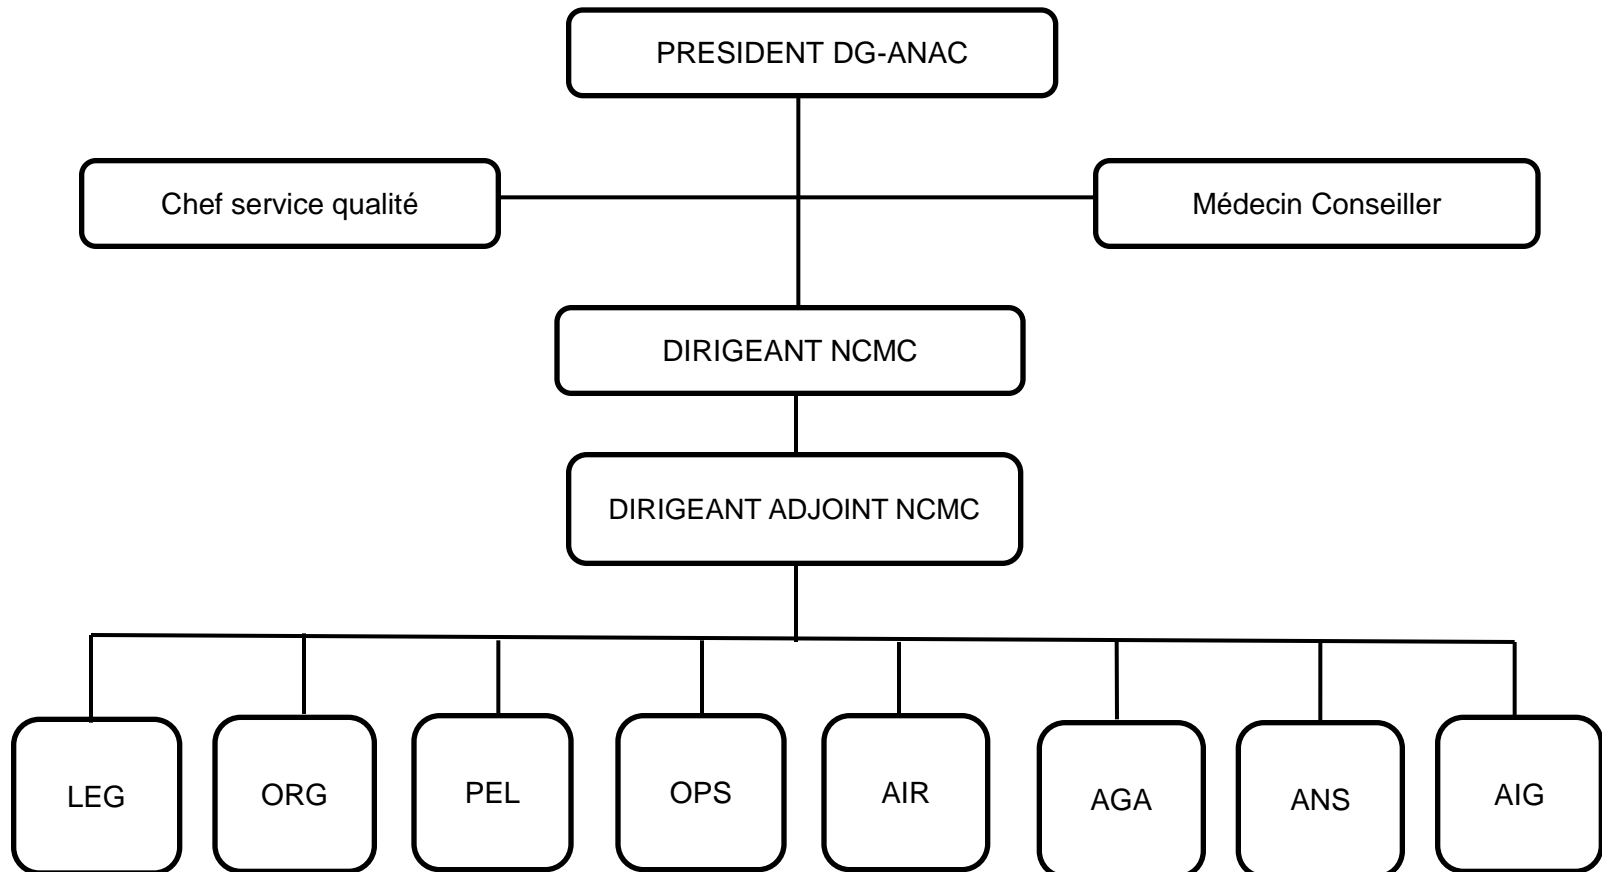 PRESIDENT DG-ANAC
Chef service qualité
Médecin Conseiller
DIRIGEANT NCMC
DIRIGEANT ADJOINT NCMC
LEG
ORG
PEL
OPS
AIR
AGA
ANS
AIG